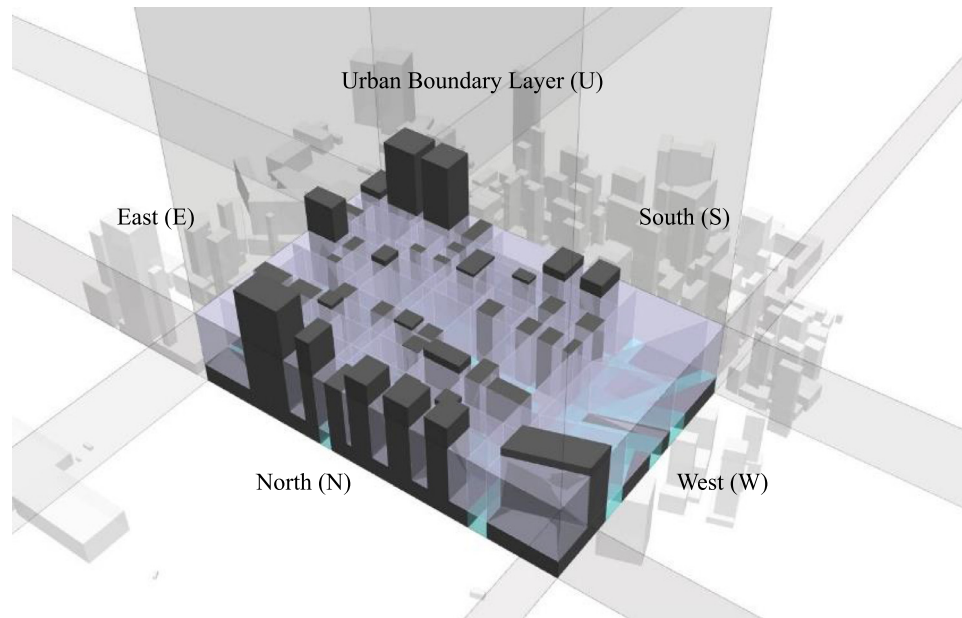 Urban Boundary Layer (U)
East (E)
South (S)
North (N)
West (W)